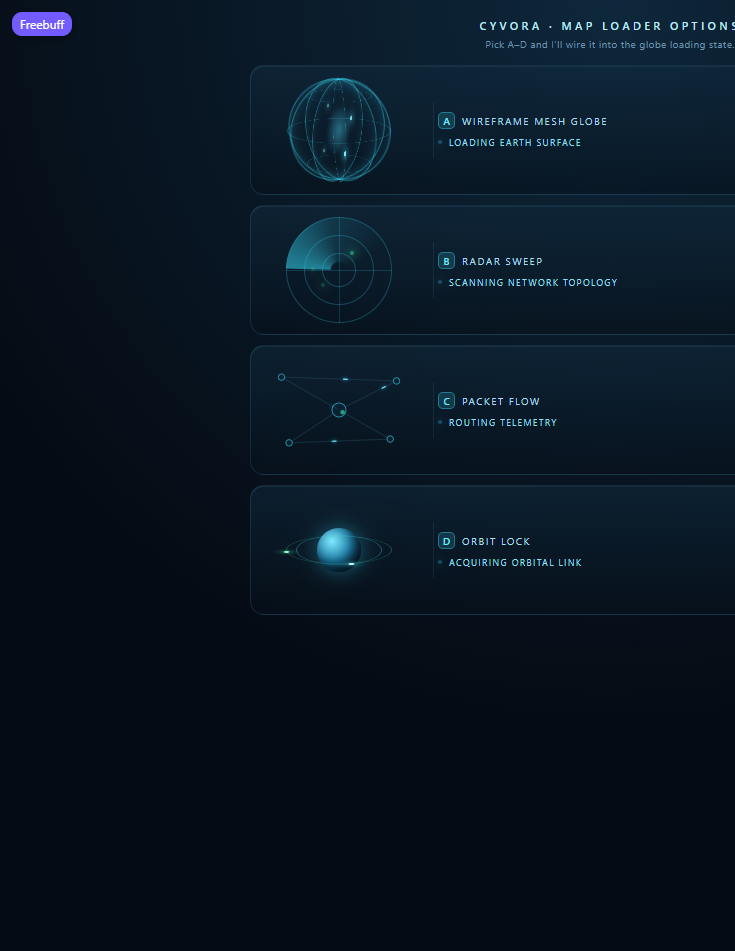 Freebuff
CYVORA · MAP LOADER OPTIONS
Pick A–D and I'll wire it into the globe loading state.
A WIREFRAME MESH GLOBE
LOADING EARTH SURFACE
B RADAR SWEEP
SCANNING NETWORK TOPOLOGY
C PACKET FLOW
ROUTING TELEMETRY
D ORBIT LOCK
ACQUIRING ORBITAL LINK